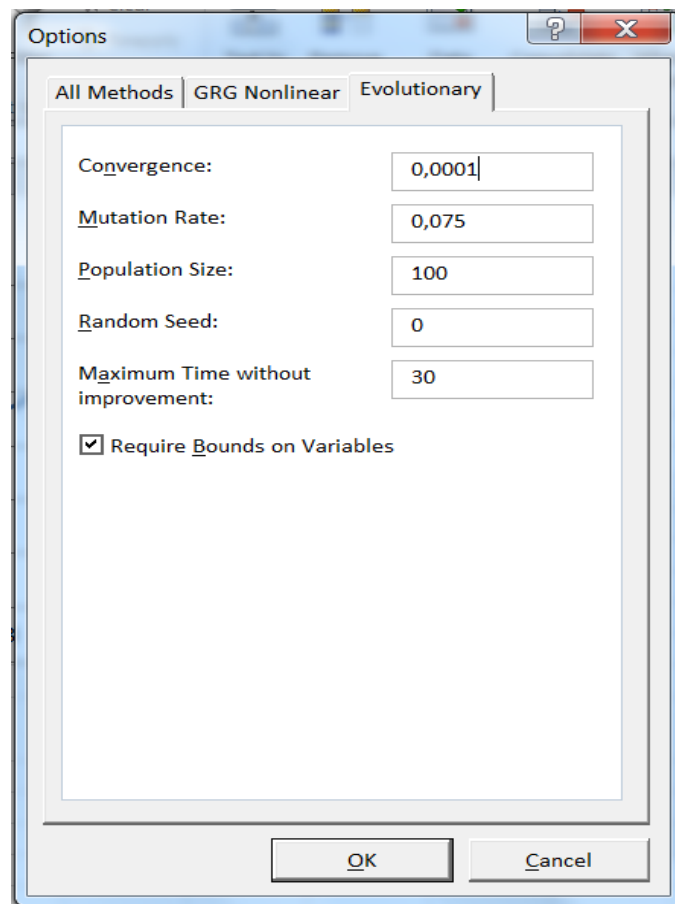 Options
All Methods
GRG Nonlinear
Evolutionary
Convergence:
0,0001
Mutation Rate:
0,075
Population Size:
100
Random Seed:
0
Maximum Time without
improvement:
30
Require Bounds on Variables
OK
Cancel